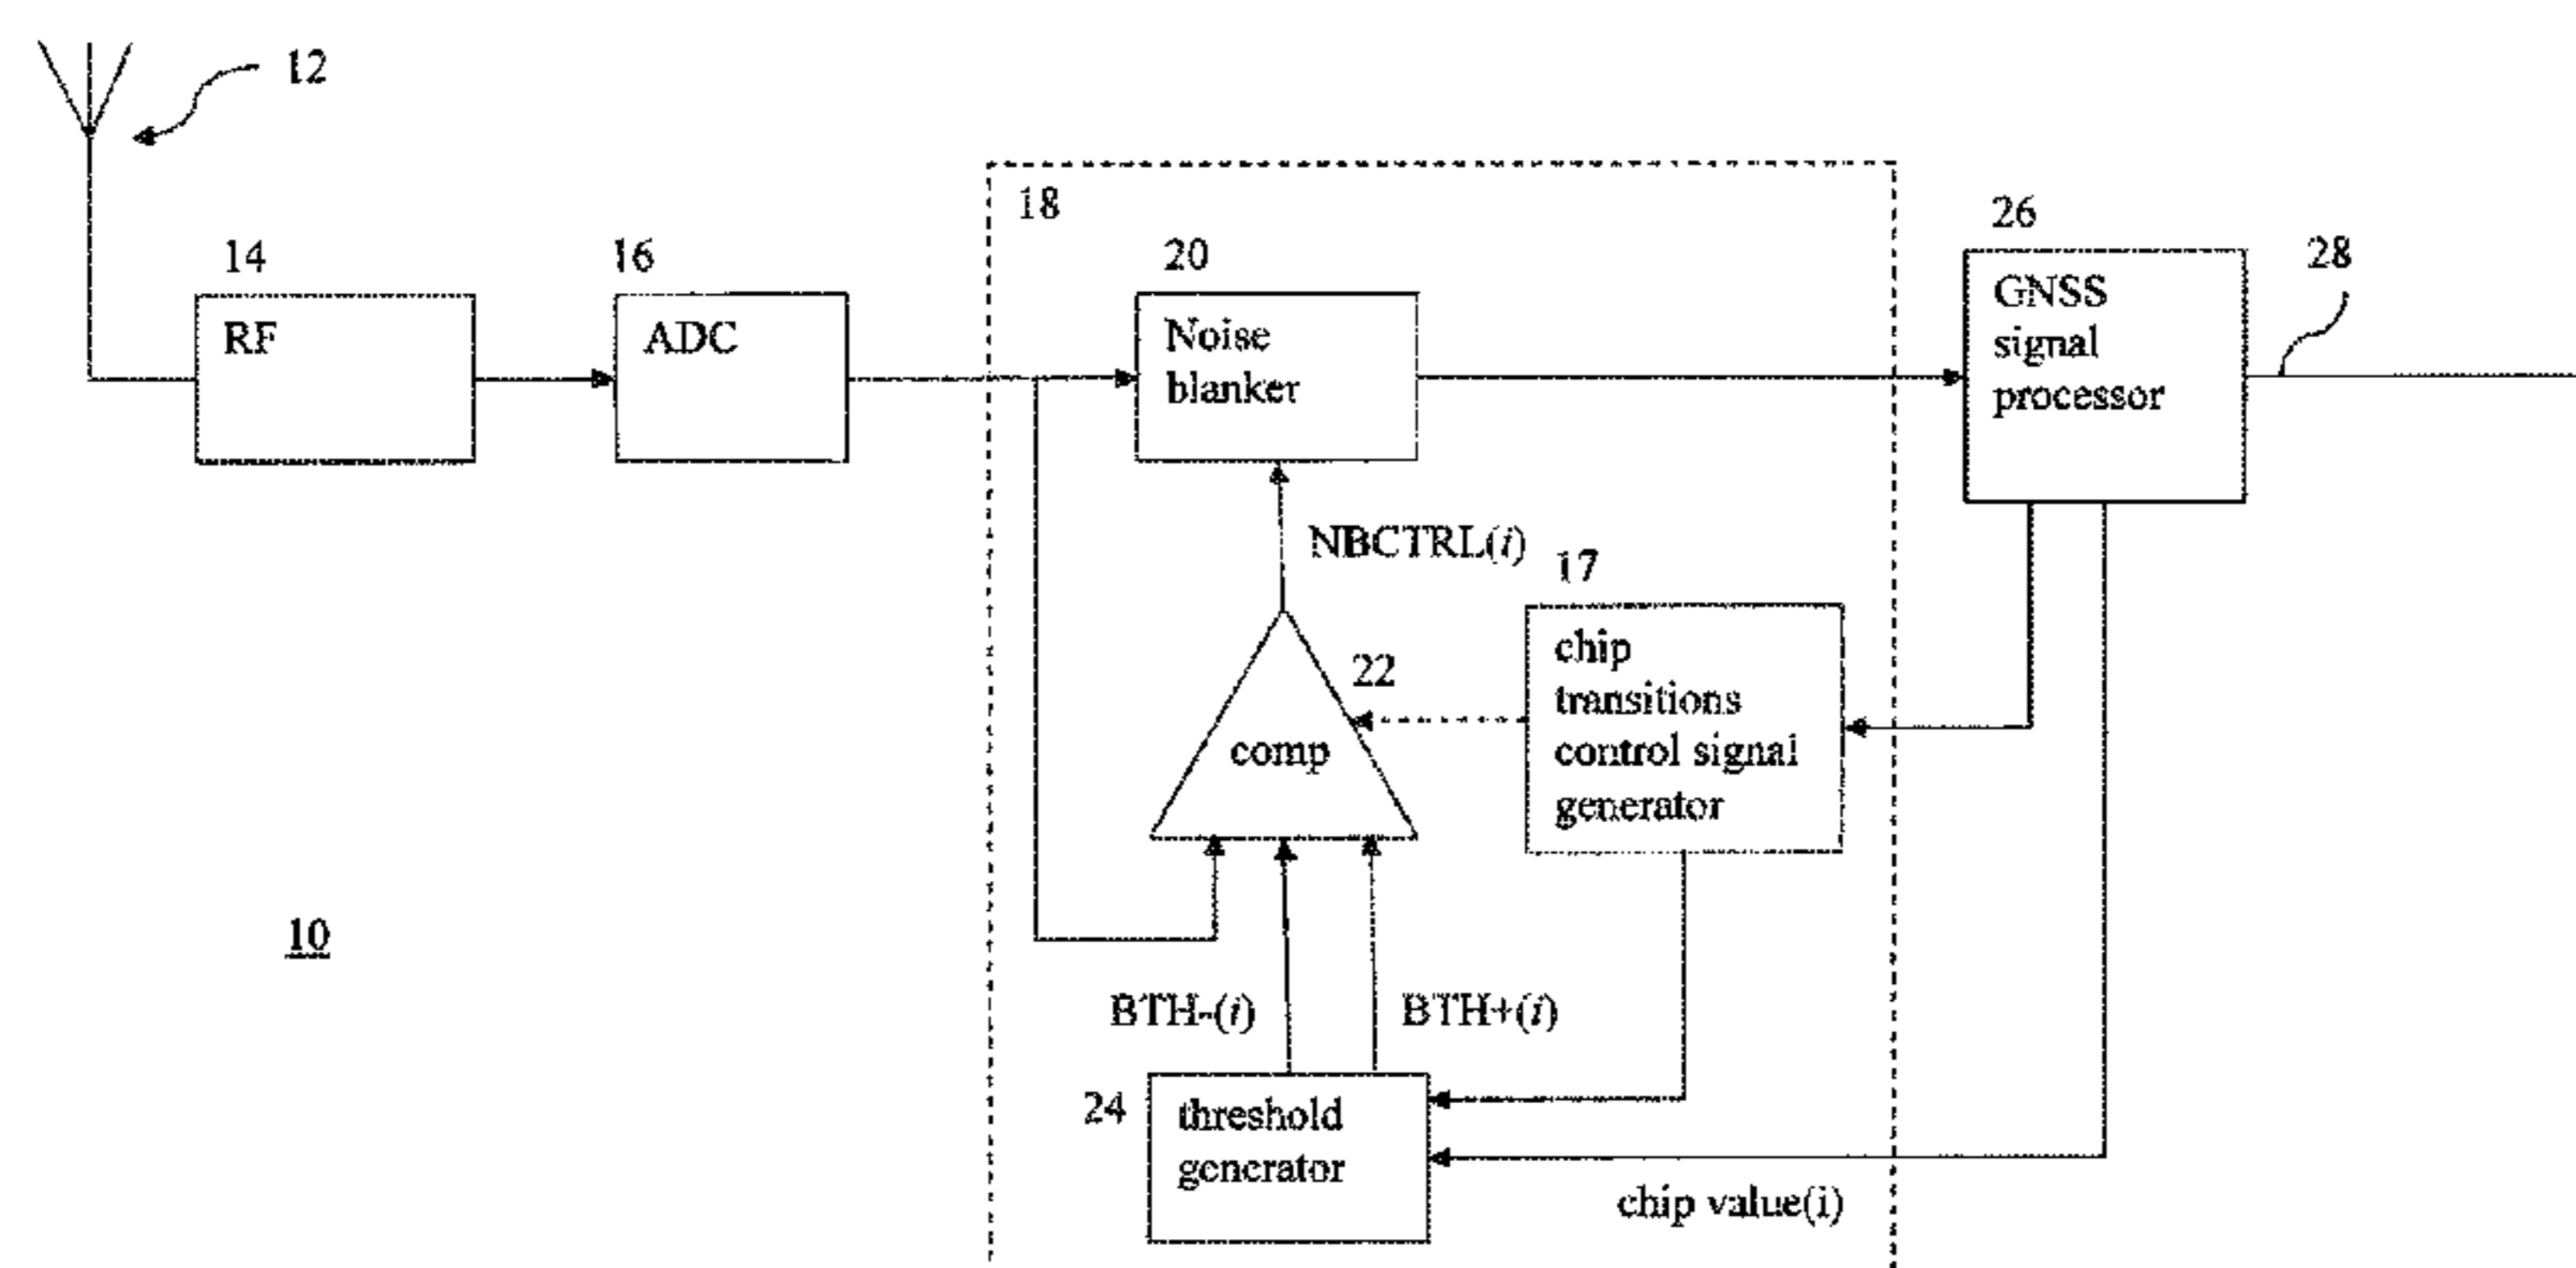 12
18
14
16
20
26
28
RF
ADC
Noise
blanker
GNSS
signal
processor
NBCTRL(i)
17
22
comp
chip
transitions
control signal
generator
10
BTH-(i)
BTH+(i)
24
threshold
generator
chip value(i)